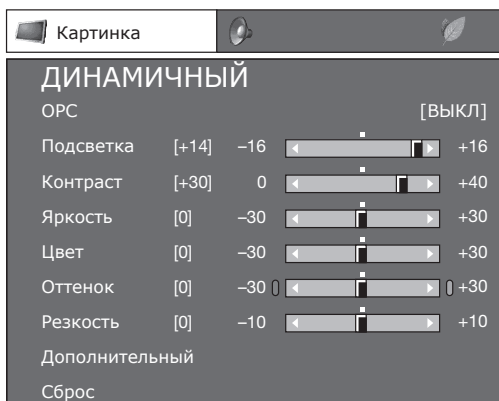 Картинка
ДИНАМИЧНЫЙ
OPC [ВЫКЛ]
Подсветка [+14] –16 +16
Контраст [+30] 0 +40
Яркость [0] –30 +30
Цвет [0] –30 +30
Оттенок [0] –30 +30
Резкость [0] –10 +10
Дополнительный
Сброс